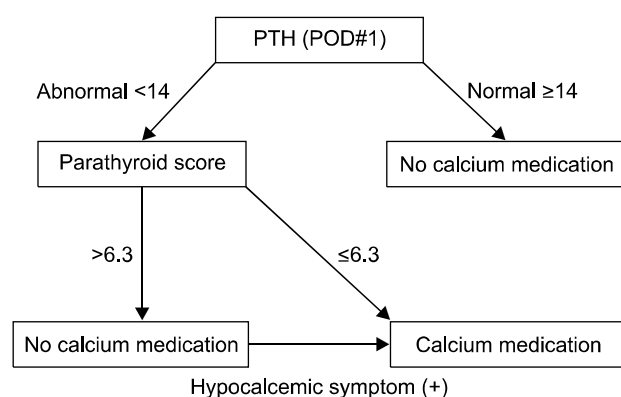 PTH (POD#1)
Abnormal <14
Normal ≥14
Parathyroid score
No calcium medication
>6.3
≤6.3
No calcium medication
Calcium medication
Hypocalcemic symptom (+)